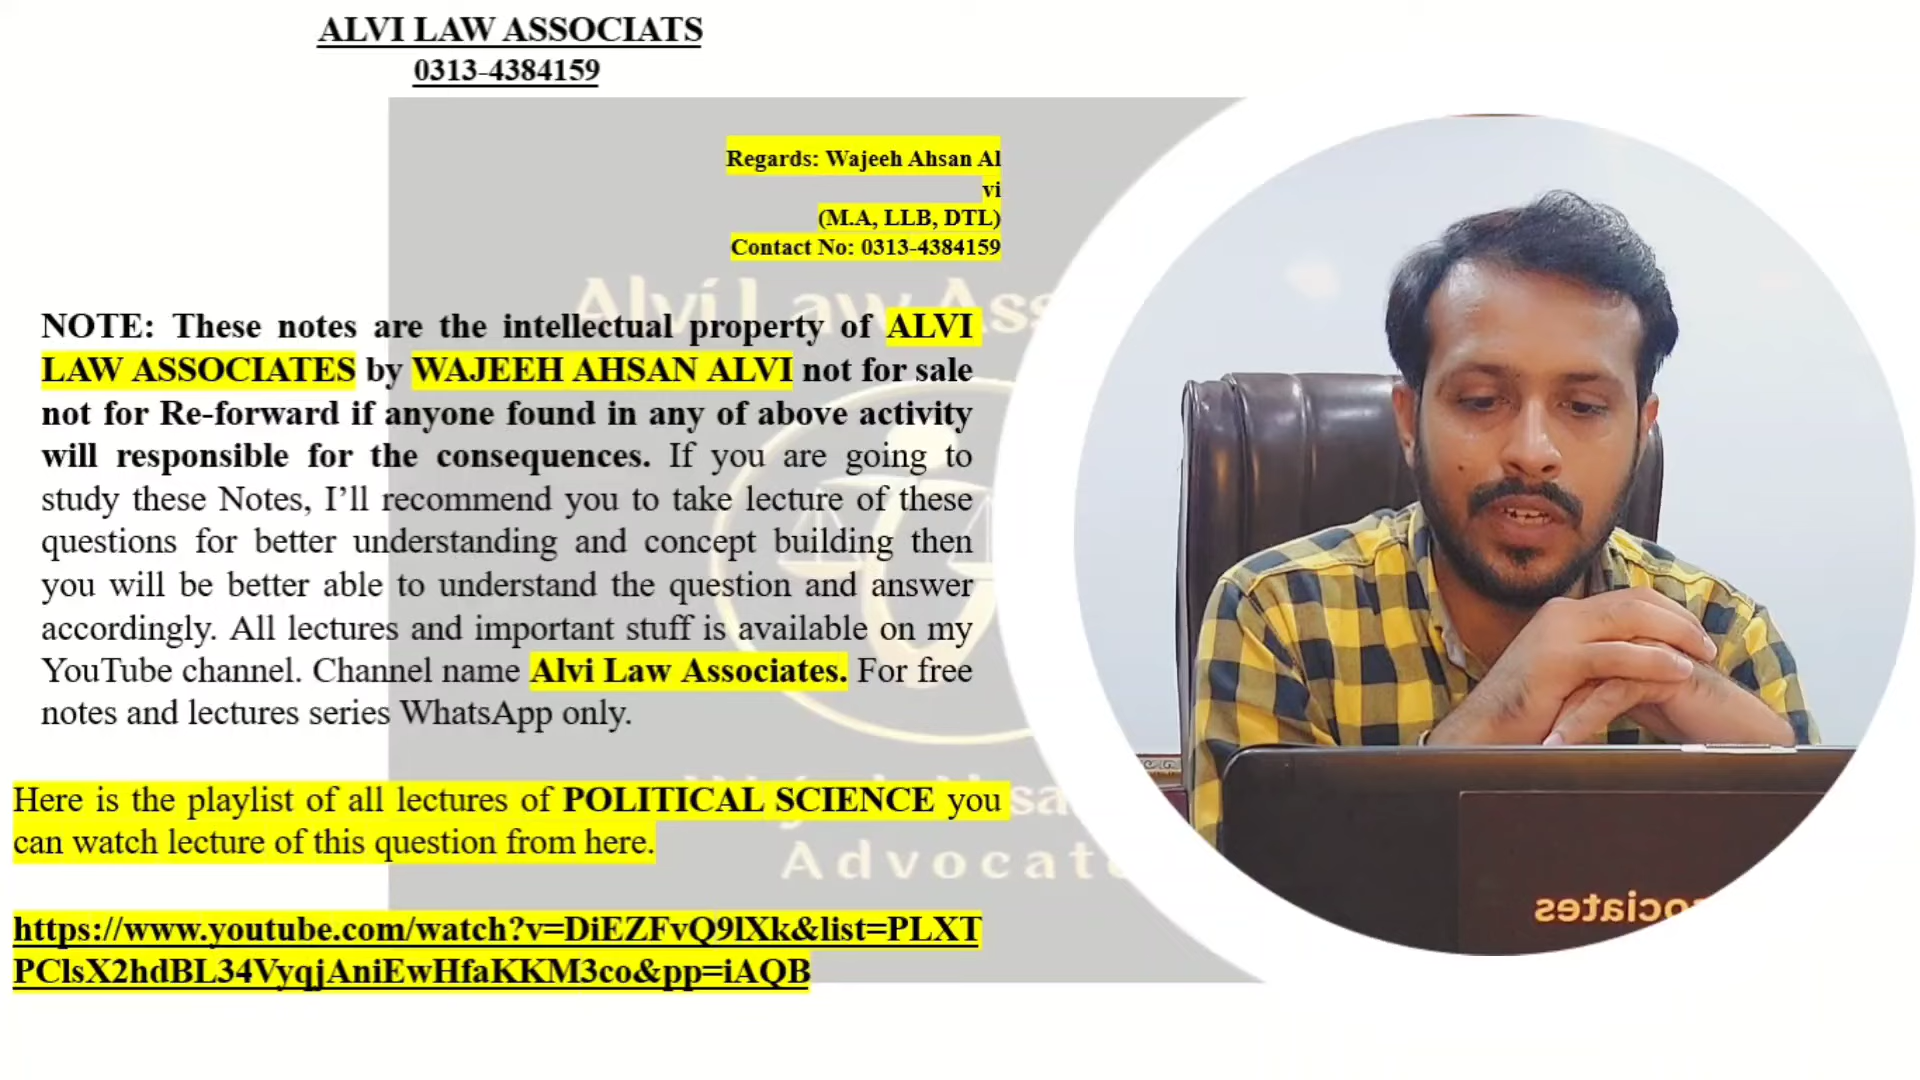 ALVI LAW ASSOCIATS
0313-4384159
Regards: Wajeeh Ahsan Al
vi
(M.A, LLB, DTL)
Contact No: 0313-4384159
Alvi Law Ass
NOTE: These notes are the intellectual property of ALVI
LAW ASSOCIATES by WAJEEH AHSAN ALVI not for sale
not for Re-forward if anyone found in any of above activity
will responsible for the consequences. If you are going to
study these Notes, I’ll recommend you to take lecture of these
questions for better understanding and concept building then
you will be better able to understand the question and answer
accordingly. All lectures and important stuff is available on my
YouTube channel. Channel name Alvi Law Associates. For free
notes and lectures series WhatsApp only.
Here is the playlist of all lectures of POLITICAL SCIENCE you
can watch lecture of this question from here.
Advocate
https://www.youtube.com/watch?v=DiEZFvQ9lXk&list=PLXT
PClsX2hdBL34VyqjAniEwHfaKKM3co&pp=iAQB
ociates